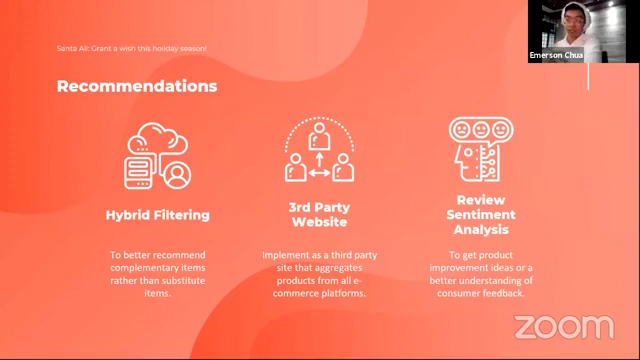 Santa Ali: Grant a wish this holiday season!
Recommendations
Hybrid Filtering
To better recommend
complementary items
rather than substitute
items.
3rd Party
Website
Implement as a third party
site that aggregates
products from all e-
commerce platforms.
Review
Sentiment
Analysis
To get product
improvement ideas or a
better understanding of
consumer feedback.
Emerson Chua
zoom